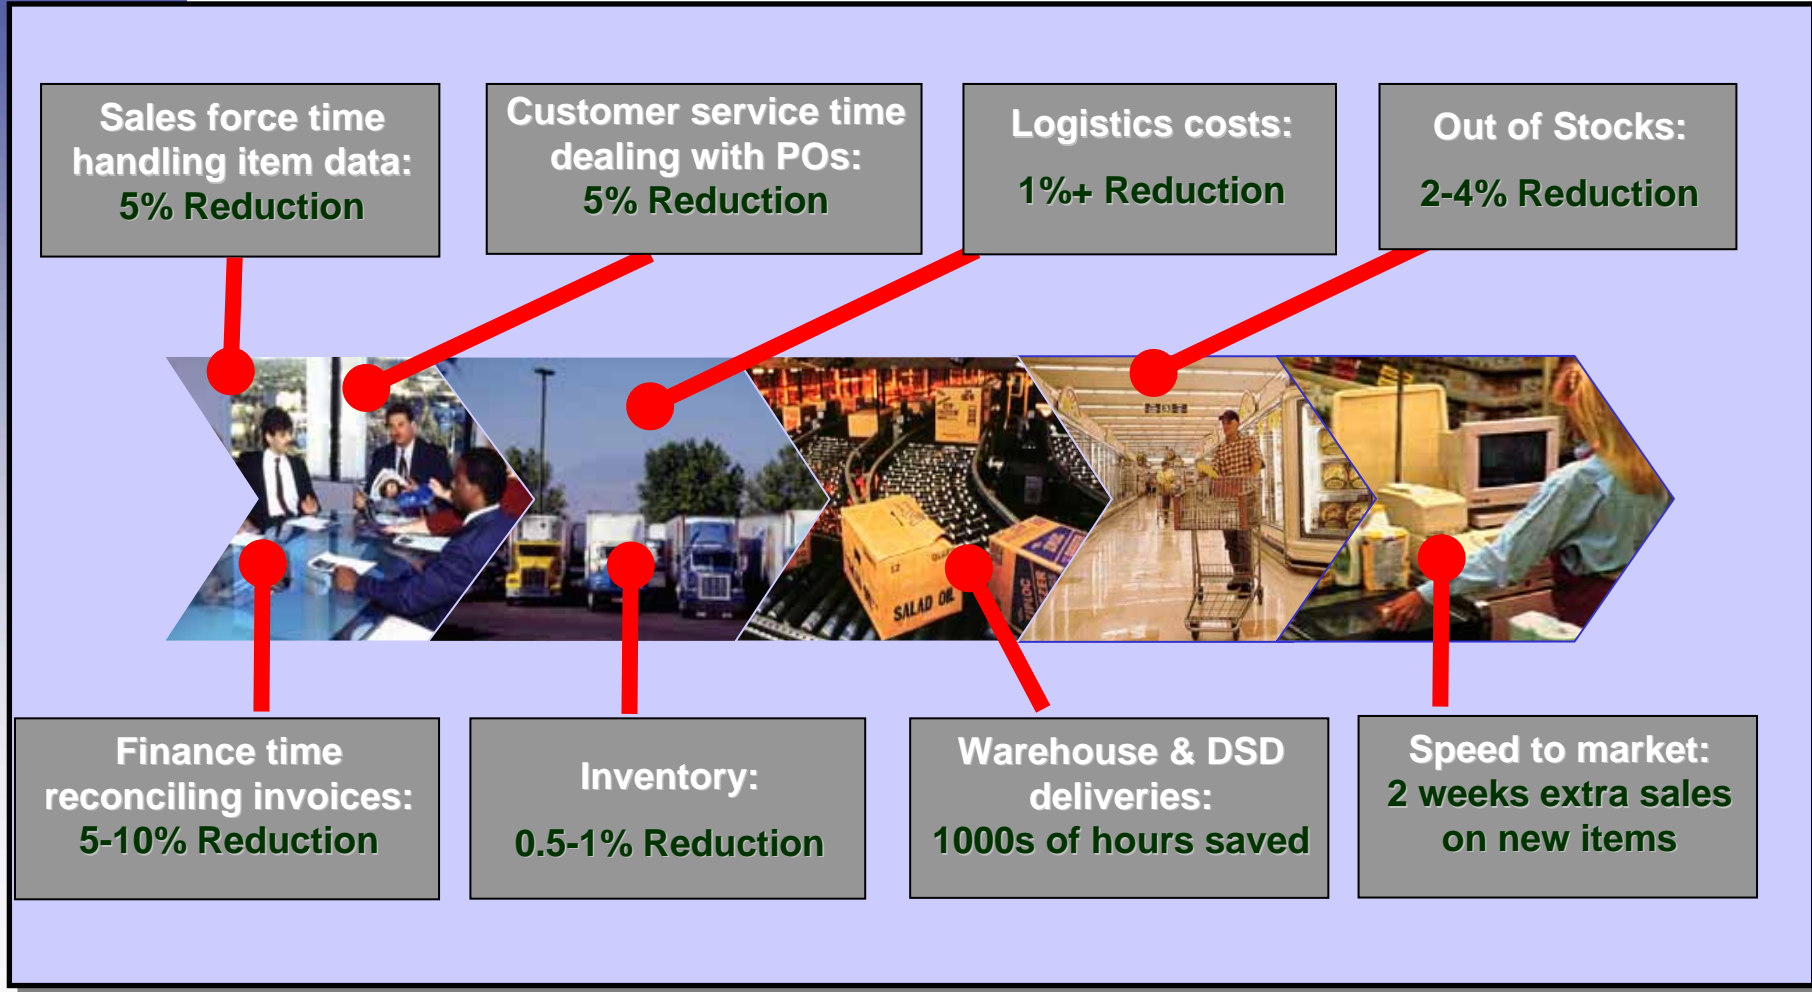 Sales force time
handling item data:
5% Reduction
Customer service time
dealing with POs:
5% Reduction
Logistics costs:
1%+ Reduction
Out of Stocks:
2-4% Reduction
SALAD OIL
Finance time
reconciling invoices:
5-10% Reduction
Inventory:
0.5-1% Reduction
Warehouse & DSD
deliveries:
1000s of hours saved
Speed to market:
2 weeks extra sales
on new items